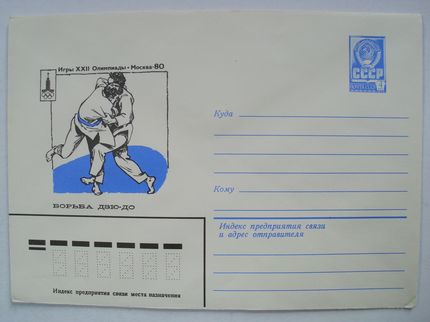 Игры XXII Олимпиады • Москва-80
БОРЬБА ДЗЮ-ДО
СССР
Куда
Кому
Индекс предприятия связи
и адрес отправителя
Индекс предприятия связи места назначения